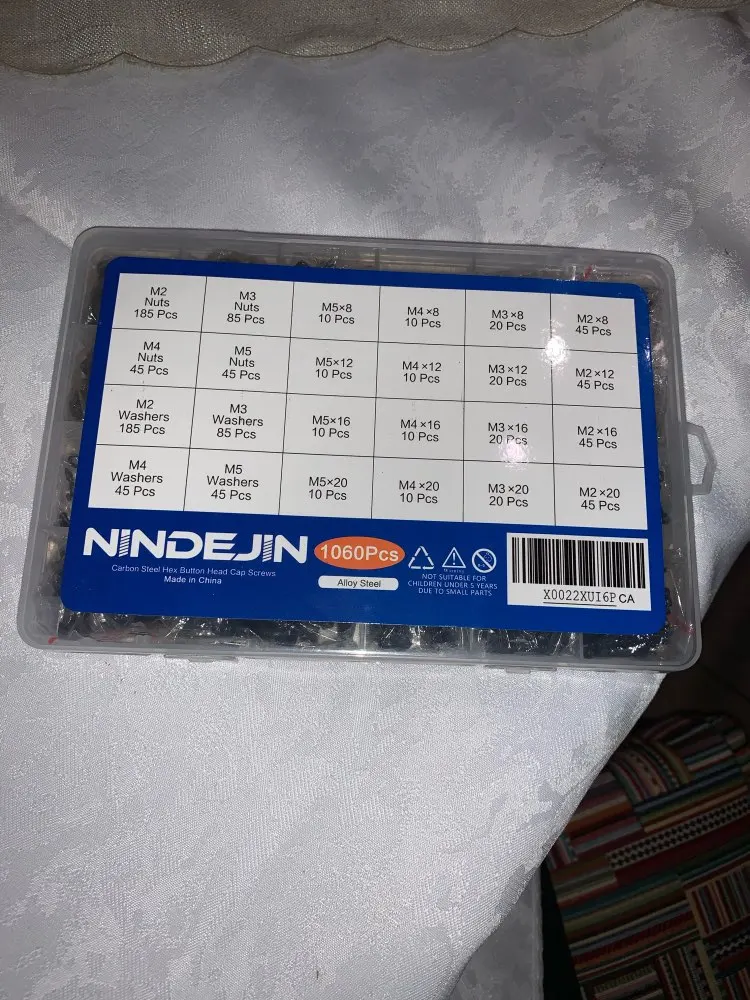 M2 Nuts 185 Pcs
M3 Nuts 85 Pcs
M5×8 10 Pcs
M4 ×8 10 Pcs
M3 ×8 20 Pcs
M2 ×8 45 Pcs
M4 Nuts 45 Pcs
M5 Nuts 45 Pcs
M5×12 10 Pcs
M4 ×12 10 Pcs
M3 ×12 20 Pcs
M2 ×12 45 Pcs
M2 Washers 185 Pcs
M3 Washers 85 Pcs
M5×16 10 Pcs
M4 ×16 10 Pcs
M3 ×16 20 Pcs
M2 ×16 45 Pcs
M4 Washers 45 Pcs
M5 Washers 45 Pcs
M5×20 10 Pcs
M4 ×20 10 Pcs
M3 ×20 20 Pcs
M2 ×20 45 Pcs
NINDEJIN
Carbon Steel Hex Button Head Cap Screws
Made in China
1060Pcs
Alloy Steel
NOT SUITABLE FOR
CHILDREN UNDER 5 YEARS
DUE TO SMALL PARTS
X0022XUI6P CA